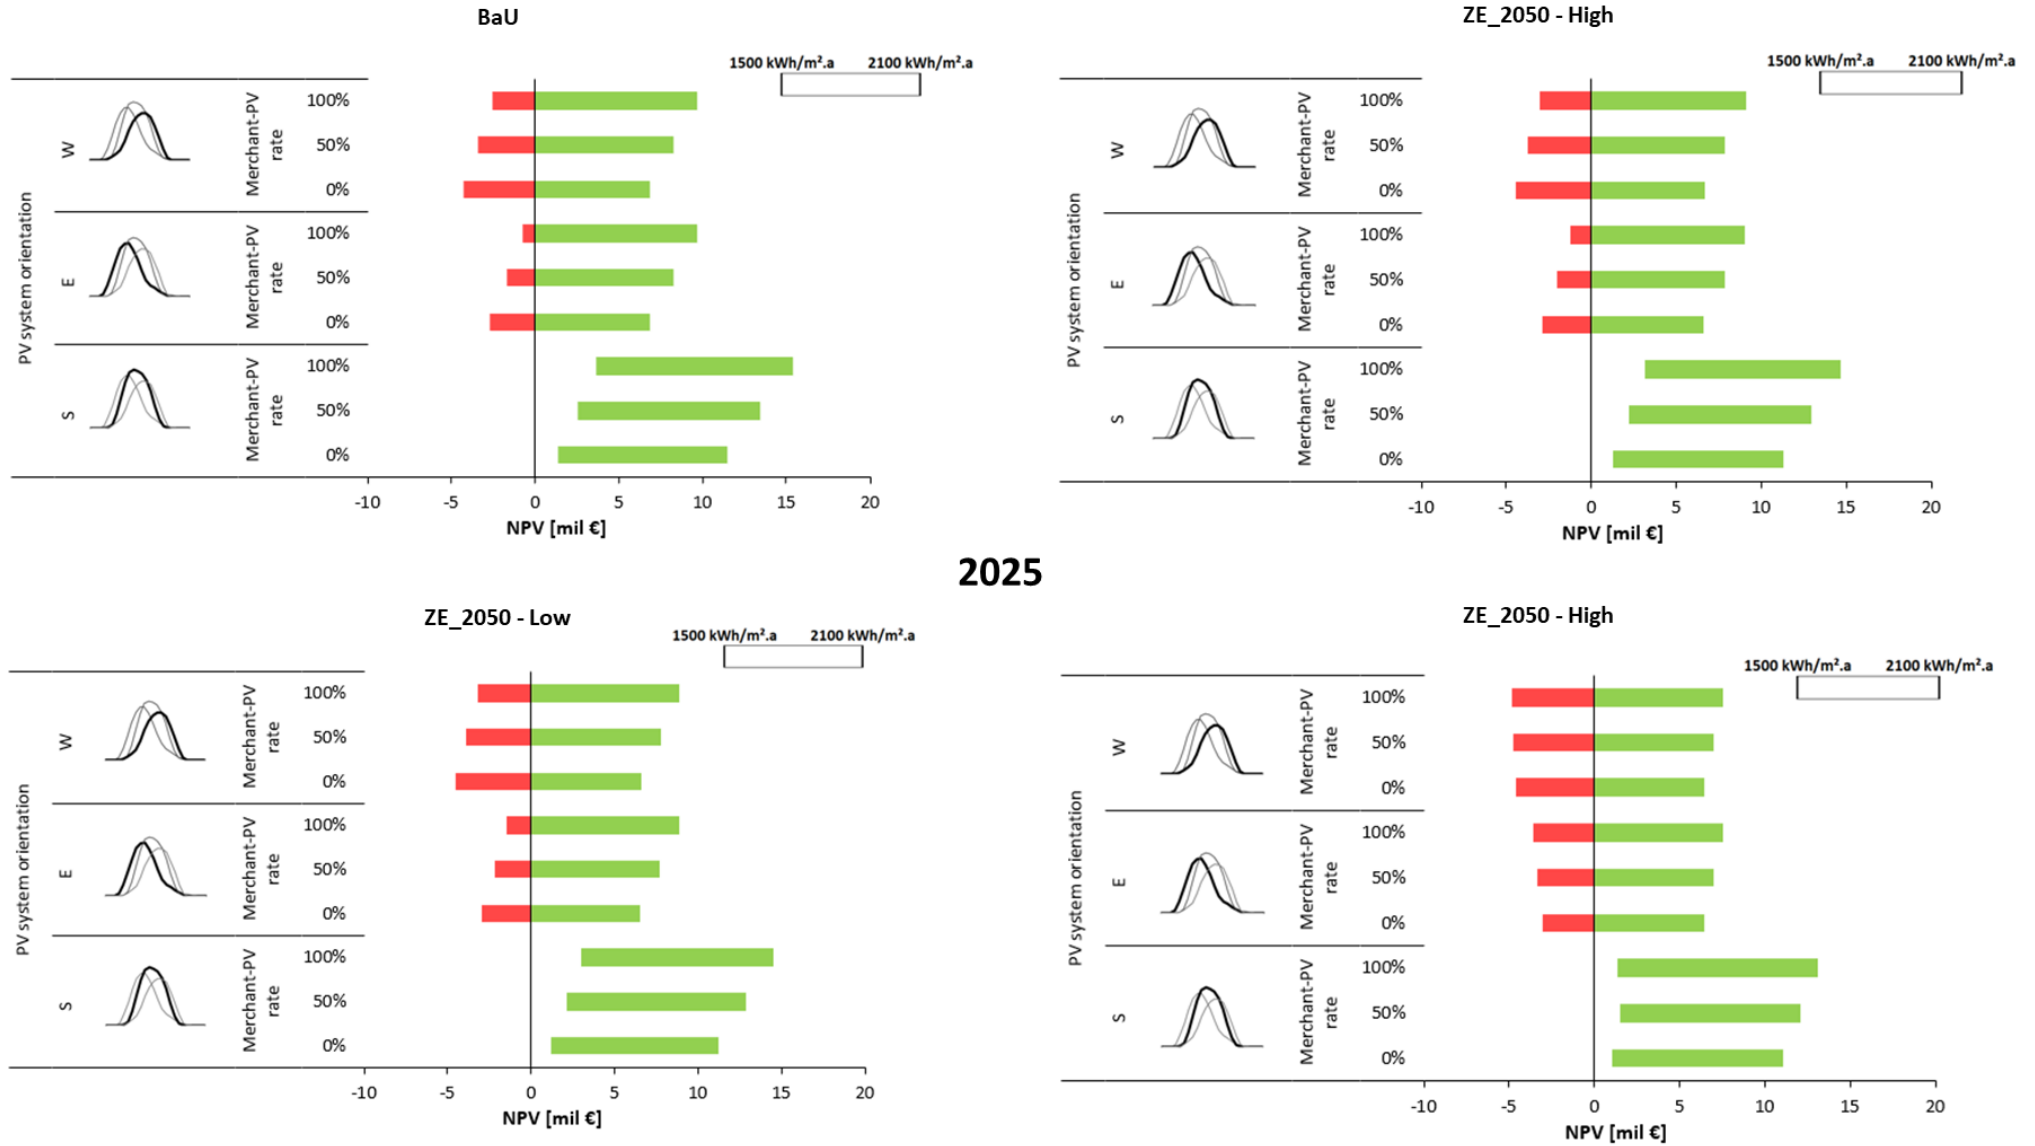 BaU
1500 kWh/m².a 2100 kWh/m².a
PV system orientation
W
Merchant-PV
rate
100%
50%
0%
E
Merchant-PV
rate
100%
50%
0%
S
Merchant-PV
rate
100%
50%
0%
-10 -5 0 5 10 15 20
NPV [mil €]
ZE_2050 - High
1500 kWh/m².a 2100 kWh/m².a
PV system orientation
W
Merchant-PV
rate
100%
50%
0%
E
Merchant-PV
rate
100%
50%
0%
S
Merchant-PV
rate
100%
50%
0%
-10 -5 0 5 10 15 20
NPV [mil €]
2025
ZE_2050 - Low
1500 kWh/m².a 2100 kWh/m².a
PV system orientation
W
Merchant-PV
rate
100%
50%
0%
E
Merchant-PV
rate
100%
50%
0%
S
Merchant-PV
rate
100%
50%
0%
-10 -5 0 5 10 15 20
NPV [mil €]
ZE_2050 - High
1500 kWh/m².a 2100 kWh/m².a
PV system orientation
W
Merchant-PV
rate
100%
50%
0%
E
Merchant-PV
rate
100%
50%
0%
S
Merchant-PV
rate
100%
50%
0%
-10 -5 0 5 10 15 20
NPV [mil €]